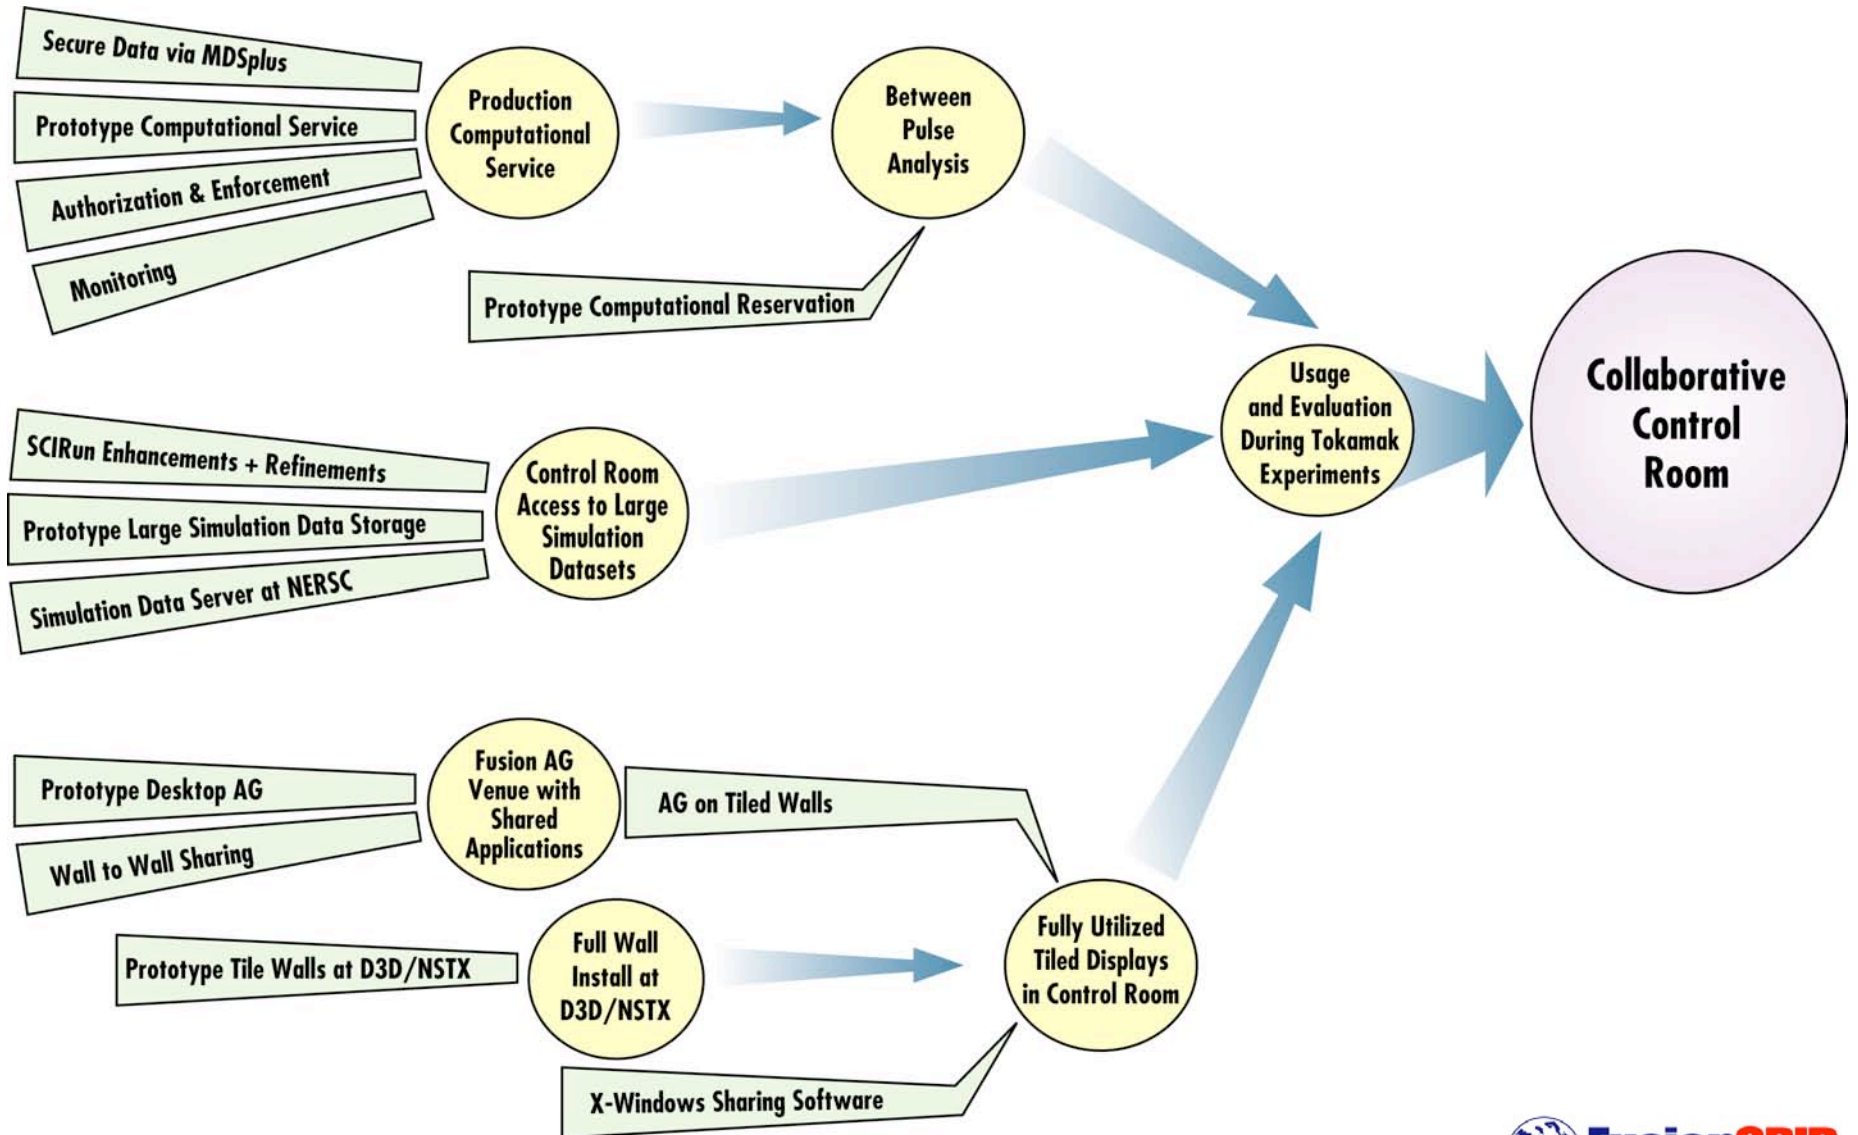 Secure Data via MDSplus
Prototype Computational Service
Authorization & Enforcement
Monitoring
Production
Computational
Service
Between
Pulse
Analysis
Prototype Computational Reservation
SCIRun Enhancements + Refinements
Prototype Large Simulation Data Storage
Simulation Data Server at NERSC
Control Room
Access to Large
Simulation
Datasets
Usage
and Evaluation
During Tokamak
Experiments
Collaborative
Control
Room
Prototype Desktop AG
Wall to Wall Sharing
Fusion AG
Venue with
Shared
Applications
AG on Tiled Walls
Prototype Tile Walls at D3D/NSTX
Full Wall
Install at
D3D/NSTX
Fully Utilized
Tiled Displays
in Control Room
X-Windows Sharing Software
FusionGRID